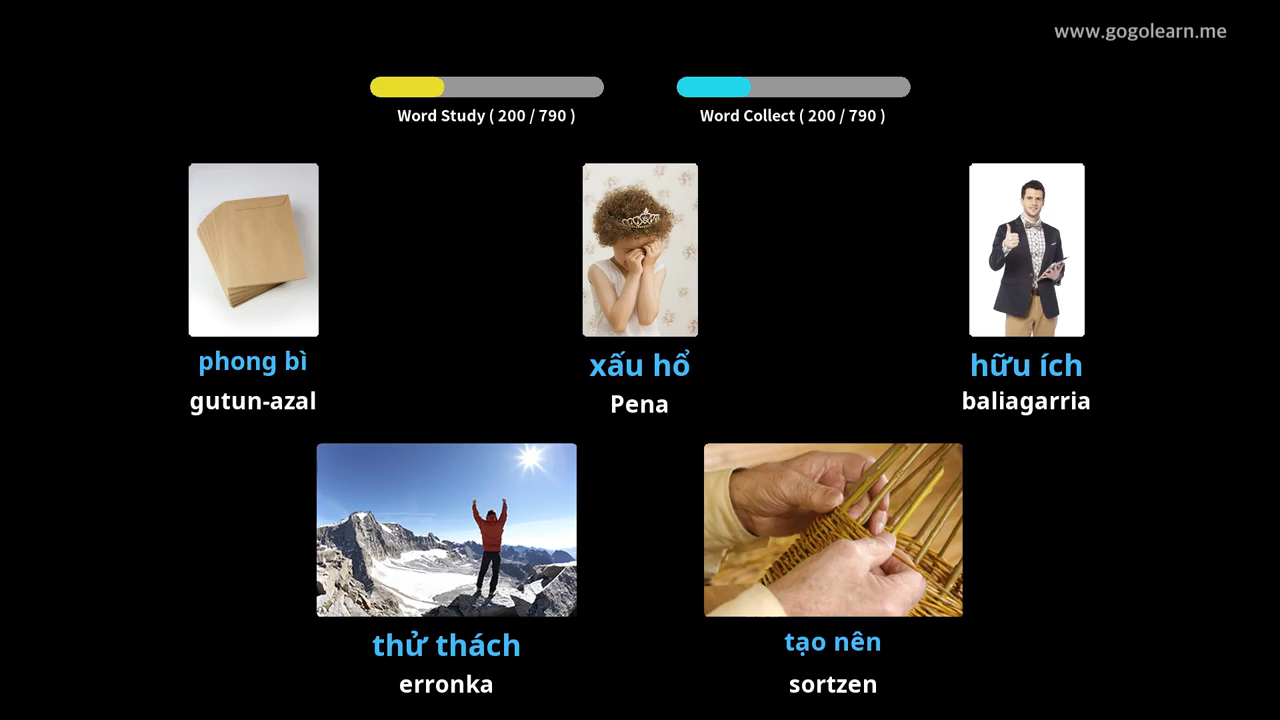 www.gogolearn.me
Word Study ( 200 / 790 )
Word Collect ( 200 / 790 )
phong bì
gutun-azal
xấu hổ
Pena
hữu ích
baliagarria
thử thách
erronka
tạo nên
sortzen